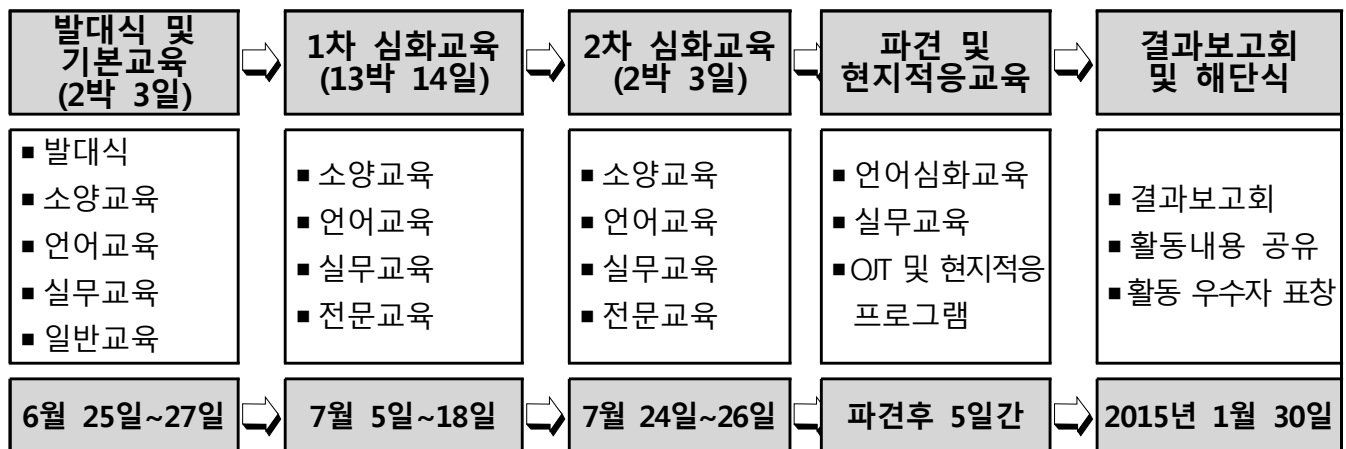 발대식 및
기본교육
(2박 3일)
1차 심화교육
(13박 14일)
2차 심화교육
(2박 3일)
파견 및
현지적응교육
결과보고회
및 해단식
▪ 발대식
▪ 소양교육
▪ 언어교육
▪ 실무교육
▪ 일반교육
▪ 소양교육
▪ 언어교육
▪ 실무교육
▪ 전문교육
▪ 소양교육
▪ 언어교육
▪ 실무교육
▪ 전문교육
▪ 언어심화교육
▪ 실무교육
▪ OJT 및 현지적응
프로그램
▪ 결과보고회
▪ 활동내용 공유
▪ 활동 우수자 표창
6월 25일~27일
7월 5일~18일
7월 24일~26일
파견후 5일간
2015년 1월 30일